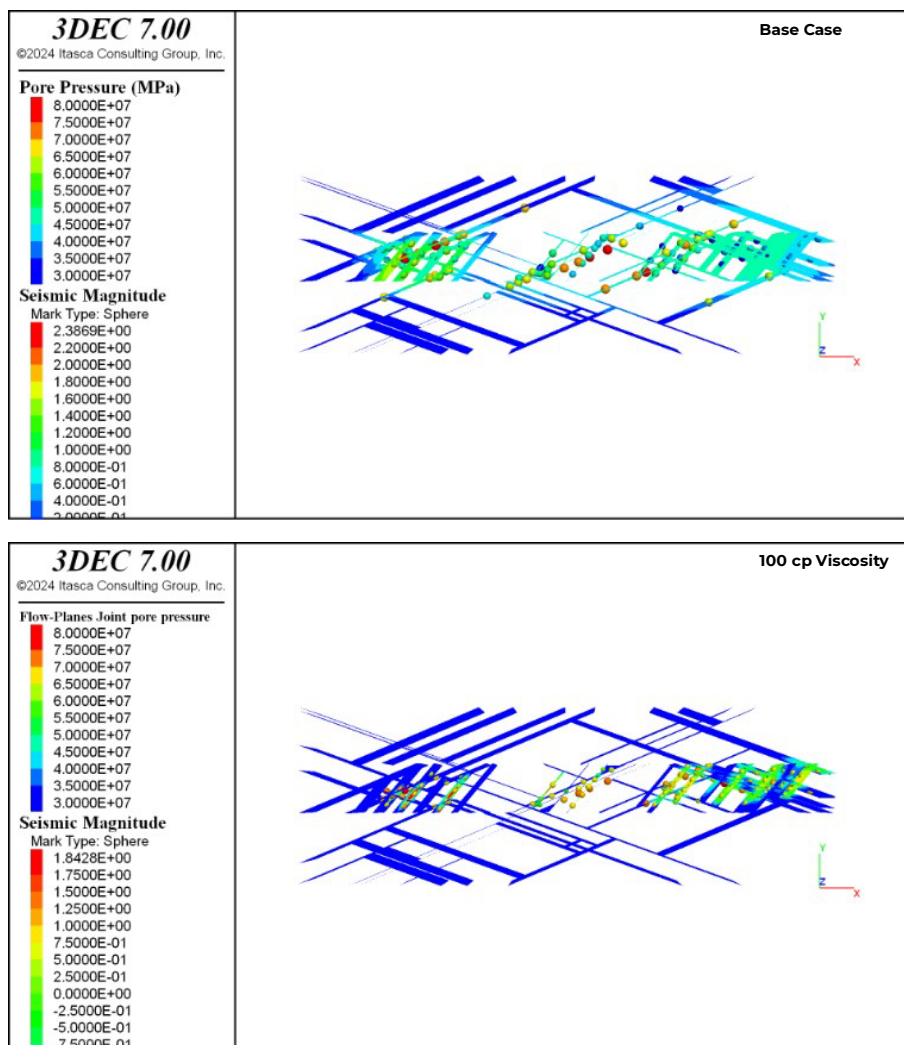 3DEC 7.00
©2024 Itasca Consulting Group, Inc.
Pore Pressure (MPa)
8.0000E+07
7.5000E+07
7.0000E+07
6.5000E+07
6.0000E+07
5.5000E+07
5.0000E+07
4.5000E+07
4.0000E+07
3.5000E+07
3.0000E+07
Seismic Magnitude
Mark Type: Sphere
2.3869E+00
2.2000E+00
2.0000E+00
1.8000E+00
1.6000E+00
1.4000E+00
1.2000E+00
1.0000E+00
8.0000E-01
6.0000E-01
4.0000E-01
2.0000E-01
Base Case
Y
Z
X
3DEC 7.00
©2024 Itasca Consulting Group, Inc.
Flow-Planes Joint pore pressure
8.0000E+07
7.5000E+07
7.0000E+07
6.5000E+07
6.0000E+07
5.5000E+07
5.0000E+07
4.5000E+07
4.0000E+07
3.5000E+07
3.0000E+07
Seismic Magnitude
Mark Type: Sphere
1.8428E+00
1.7500E+00
1.5000E+00
1.2500E+00
1.0000E+00
7.5000E-01
5.0000E-01
2.5000E-01
0.0000E+00
-2.5000E-01
-5.0000E-01
-7.5000E-01
100 cp Viscosity
Y
Z
X